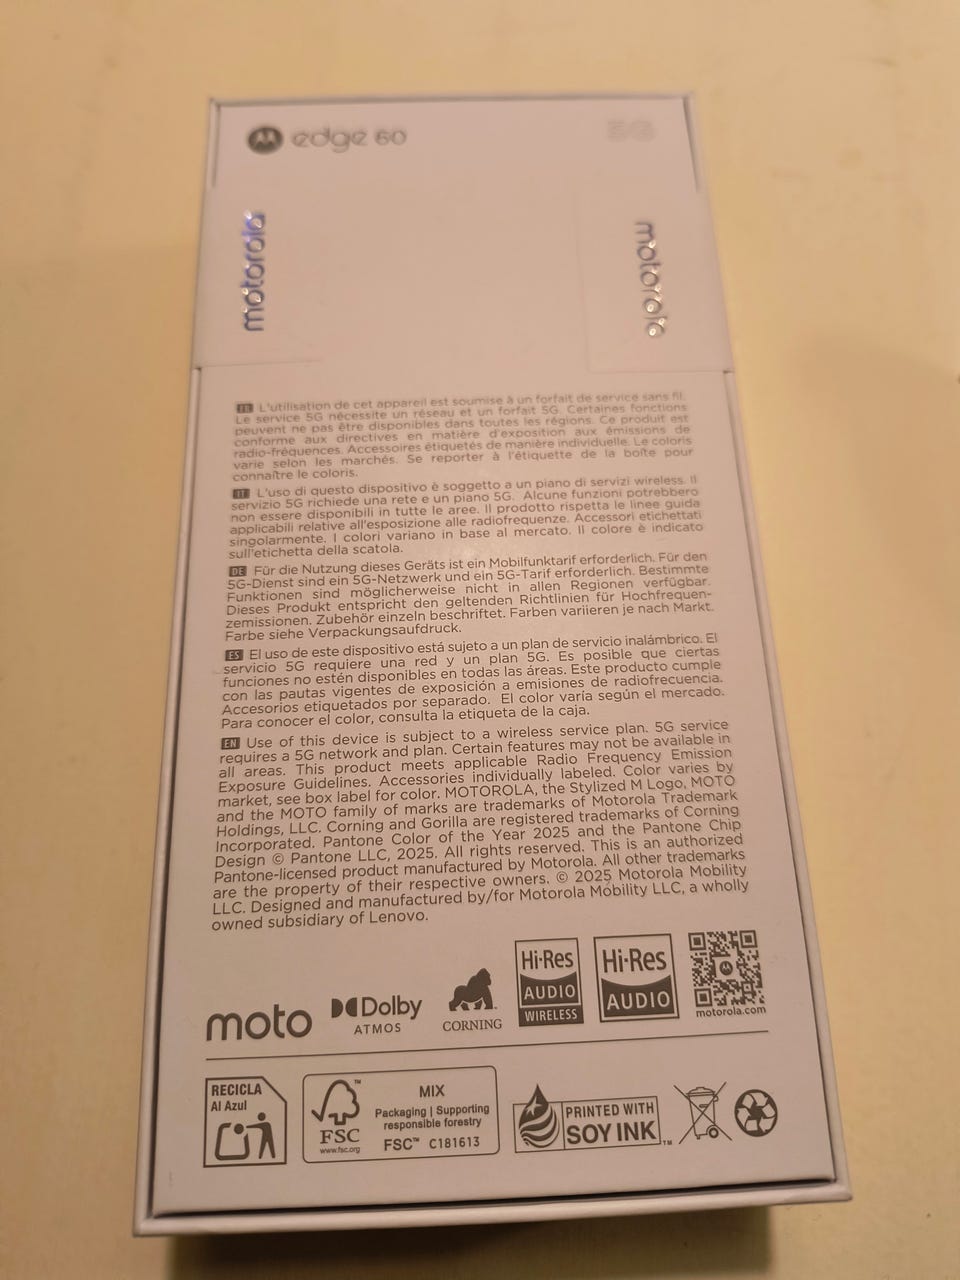 edge 60
5G
motorola
motorola
FR L'utilisation de cet appareil est soumise à un forfait de service sans fil.
Le service 5G nécessite un réseau et un forfait 5G. Certaines fonctions
peuvent ne pas être disponibles dans toutes les régions. Ce produit est
conforme aux directives en matière d'exposition aux émissions de
radio-fréquences. Accessoires étiquetés de manière individuelle. Le coloris
varie selon les marchés. Se reporter à l'étiquette de la boîte pour
connaître le coloris.
IT L'uso di questo dispositivo è soggetto a un piano di servizi wireless. Il
servizio 5G richiede una rete e un piano 5G. Alcune funzioni potrebbero
non essere disponibili in tutte le aree. Il prodotto rispetta le linee guida
applicabili relative all'esposizione alle radiofrequenze. Accessori etichettati
singolarmente. I colori variano in base al mercato. Il colore è indicato
sull'etichetta della scatola.
DE Für die Nutzung dieses Geräts ist ein Mobilfunktarif erforderlich. Für den
5G-Dienst sind ein 5G-Netzwerk und ein 5G-Tarif erforderlich. Bestimmte
Funktionen sind möglicherweise nicht in allen Regionen verfügbar.
Dieses Produkt entspricht den geltenden Richtlinien für Hochfrequen-
zemissionen. Zubehör einzeln beschriftet. Farben variieren je nach Markt.
Farbe siehe Verpackungsaufdruck.
ES El uso de este dispositivo está sujeto a un plan de servicio inalámbrico. El
servicio 5G requiere una red y un plan 5G. Es posible que ciertas
funciones no estén disponibles en todas las áreas. Este producto cumple
con las pautas vigentes de exposición a emisiones de radiofrecuencia.
Accesorios etiquetados por separado. El color varía según el mercado.
Para conocer el color, consulta la etiqueta de la caja.
EN Use of this device is subject to a wireless service plan. 5G service
requires a 5G network and plan. Certain features may not be available in
all areas. This product meets applicable Radio Frequency Emission
Exposure Guidelines. Accessories individually labeled. Color varies by
market, see box label for color. MOTOROLA, the Stylized M Logo, MOTO
and the MOTO family of marks are trademarks of Motorola Trademark
Holdings, LLC. Corning and Gorilla are registered trademarks of Corning
Incorporated. Pantone Color of the Year 2025 and the Pantone Chip
Design © Pantone LLC, 2025. All rights reserved. This is an authorized
Pantone-licensed product manufactured by Motorola. All other trademarks
are the property of their respective owners. © 2025 Motorola Mobility
LLC. Designed and manufactured by/for Motorola Mobility LLC, a wholly
owned subsidiary of Lenovo.
moto
Dolby
ATMOS
CORNING
Hi-Res
AUDIO
WIRELESS
Hi-Res
AUDIO
motorola.com
RECICLA
Al Azul
FSC
www.fsc.org
MIX
Packaging | Supporting
responsible forestry
FSC™ C181613
PRINTED WITH
SOY INK™